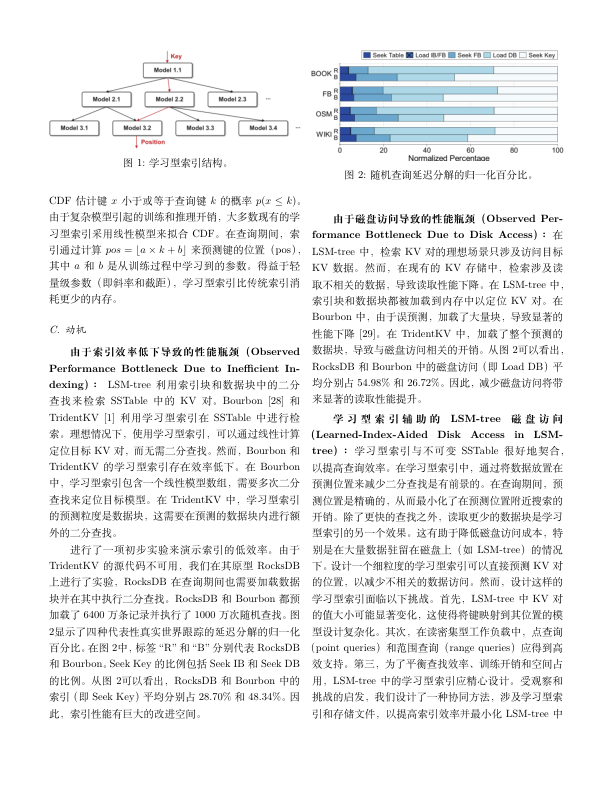 Key
Model 1.1
Model 2.1
Model 2.2
Model 2.3
...
Model 3.1
Model 3.2
Model 3.3
Model 3.4
...
Position
图 1: 学习型索引结构。
CDF 估计键 x 小于或等于查询键 k 的概率 p(x ≤ k)。
由于复杂模型引起的训练和推理开销，大多数现有的学
习型索引采用线性模型来拟合 CDF。在查询期间，索
引通过计算 pos = ⌊a × k + b⌋ 来预测键的位置（pos），
其中 a 和 b 是从训练过程中学习到的参数。得益于轻
量级参数（即斜率和截距），学习型索引比传统索引消
耗更少的内存。
C. 动机
由于索引效率低下导致的性能瓶颈（Observed
Performance Bottleneck Due to Inefficient In-
dexing）： LSM-tree 利用索引块和数据块中的二分
查找来检索 SSTable 中的 KV 对。Bourbon [28] 和
TridentKV [1] 利用学习型索引在 SSTable 中进行检
索。理想情况下，使用学习型索引，可以通过线性计算
定位目标 KV 对，而无需二分查找。然而，Bourbon 和
TridentKV 的学习型索引存在效率低下。在 Bourbon
中，学习型索引包含一个线性模型数组，需要多次二分
查找来定位目标模型。在 TridentKV 中，学习型索引
的预测粒度是数据块，这需要在预测的数据块内进行额
外的二分查找。
进行了一项初步实验来演示索引的低效率。由于
TridentKV 的源代码不可用，我们在其原型 RocksDB
上进行了实验，RocksDB 在查询期间也需要加载数据
块并在其中执行二分查找。RocksDB 和 Bourbon 都预
加载了 6400 万条记录并执行了 1000 万次随机查找。图
2显示了四种代表性真实世界跟踪的延迟分解的归一化
百分比。在图 2中，标签 “R” 和 “B” 分别代表 RocksDB
和 Bourbon。Seek Key 的比例包括 Seek IB 和 Seek DB
的比例。从图 2可以看出，RocksDB 和 Bourbon 中的
索引（即 Seek Key）平均分别占 28.70% 和 48.34%。因
此，索引性能有巨大的改进空间。
Seek Table Load IB/FB Seek FB Load DB Seek Key
BOOK R
B
FB R
B
OSM R
B
WIKI R
B
0 20 40 60 80 100
Normalized Percentage
图 2: 随机查询延迟分解的归一化百分比。
由于磁盘访问导致的性能瓶颈（Observed Per-
formance Bottleneck Due to Disk Access）：在
LSM-tree 中，检索 KV 对的理想场景只涉及访问目标
KV 数据。然而，在现有的 KV 存储中，检索涉及读
取不相关的数据，导致读取性能下降。在 LSM-tree 中，
索引块和数据块都被加载到内存中以定位 KV 对。在
Bourbon 中，由于误预测，加载了大量块，导致显著的
性能下降 [29]。在 TridentKV 中，加载了整个预测的
数据块，导致与磁盘访问相关的开销。从图 2可以看出，
RocksDB 和 Bourbon 中的磁盘访问（即 Load DB）平
均分别占 54.98% 和 26.72%。因此，减少磁盘访问将带
来显著的读取性能提升。
学习型索引辅助的 LSM-tree 磁盘访问
(Learned-Index-Aided Disk Access in LSM-
tree）：学习型索引与不可变 SSTable 很好地契合，
以提高查询效率。在学习型索引中，通过将数据放置在
预测位置来减少二分查找是有前景的。在查询期间，预
测位置是精确的，从而最小化了在预测位置附近搜索的
开销。除了更快的查找之外，读取更少的数据块是学习
型索引的另一个效果。这有助于降低磁盘访问成本，特
别是在大量数据驻留在磁盘上（如 LSM-tree）的情况
下。设计一个细粒度的学习型索引可以直接预测 KV 对
的位置，以减少不相关的数据访问。然而，设计这样的
学习型索引面临以下挑战。首先，LSM-tree 中 KV 对
的值大小可能显著变化，这使得将键映射到其位置的模
型设计复杂化。其次，在读密集型工作负载中，点查询
(point queries) 和范围查询（range queries）应得到高
效支持。第三，为了平衡查找效率、训练开销和空间占
用，LSM-tree 中的学习型索引应精心设计。受观察和
挑战的启发，我们设计了一种协同方法，涉及学习型索
引和存储文件，以提高索引效率并最小化 LSM-tree 中